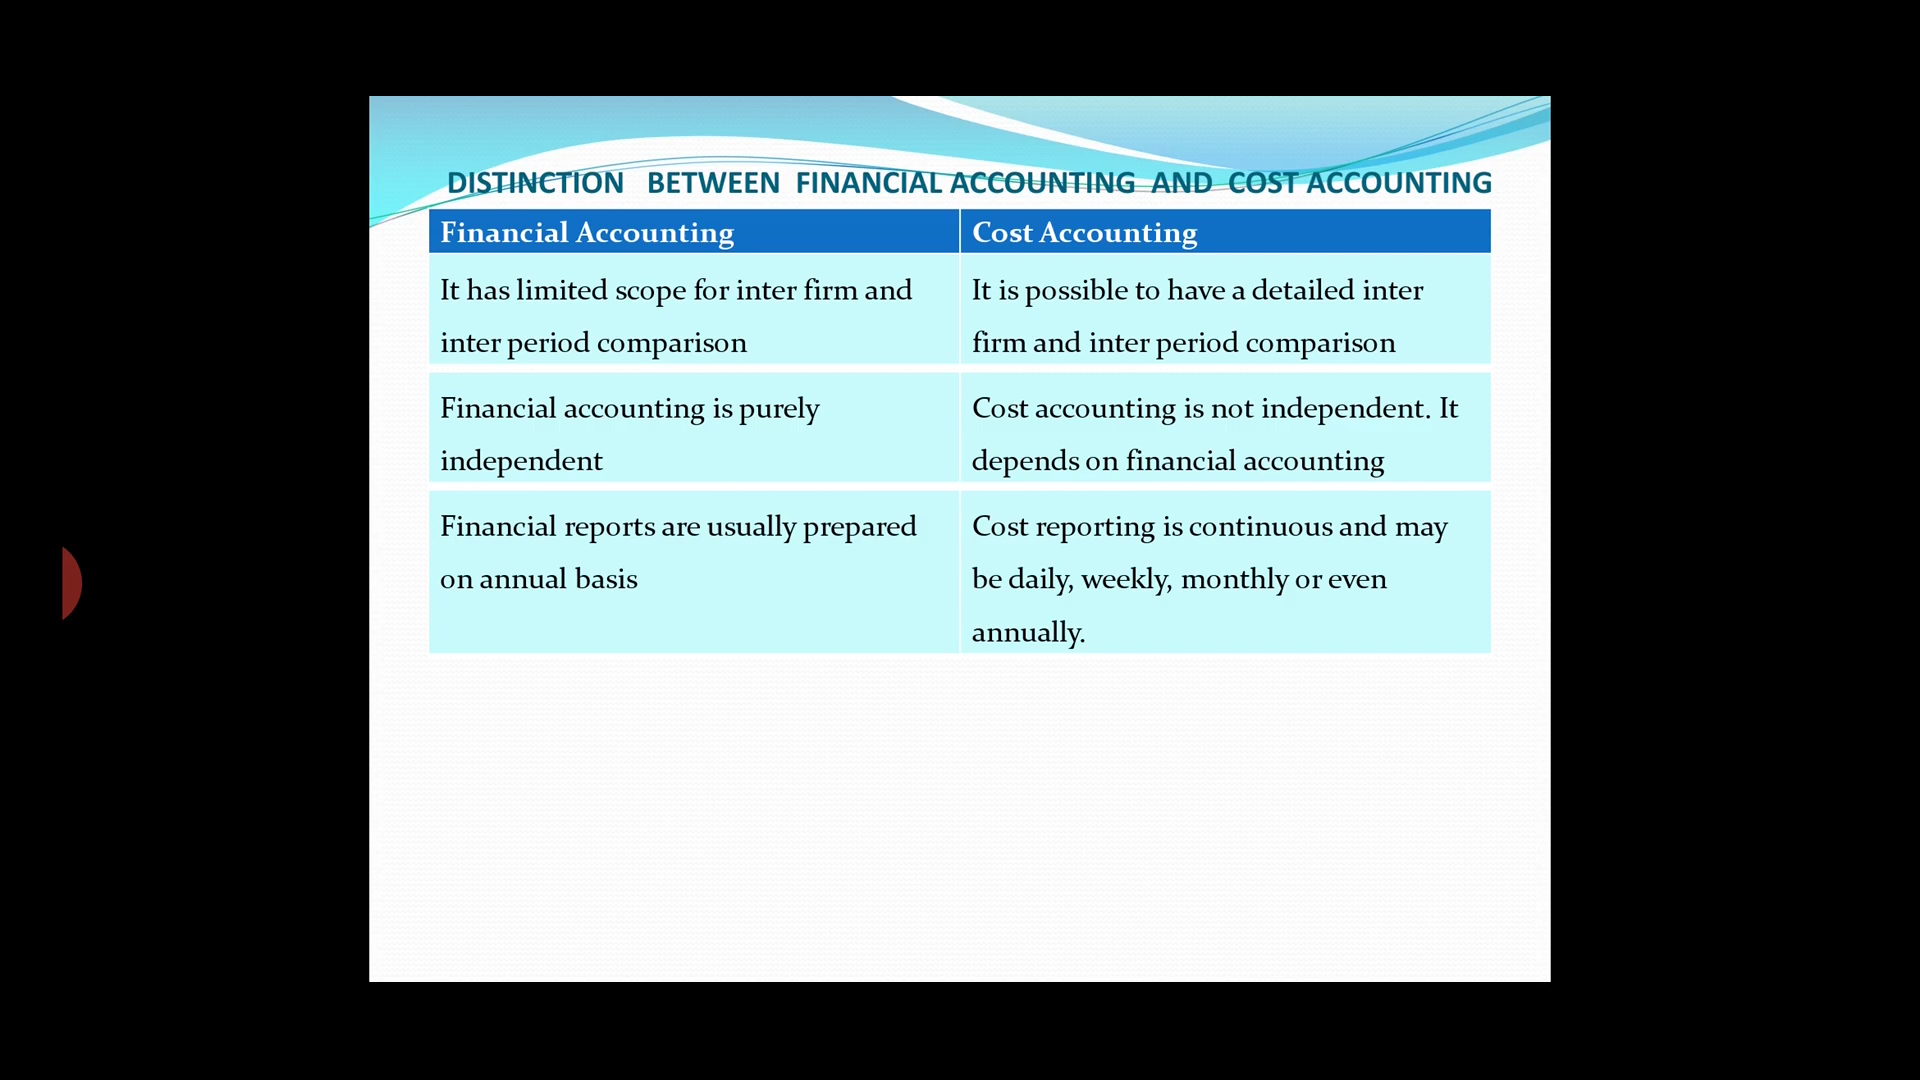 DISTINCTION BETWEEN FINANCIAL ACCOUNTING AND COST ACCOUNTING
Financial Accounting
Cost Accounting
It has limited scope for inter firm and
inter period comparison
It is possible to have a detailed inter
firm and inter period comparison
Financial accounting is purely
independent
Cost accounting is not independent. It
depends on financial accounting
Financial reports are usually prepared
on annual basis
Cost reporting is continuous and may
be daily, weekly, monthly or even
annually.